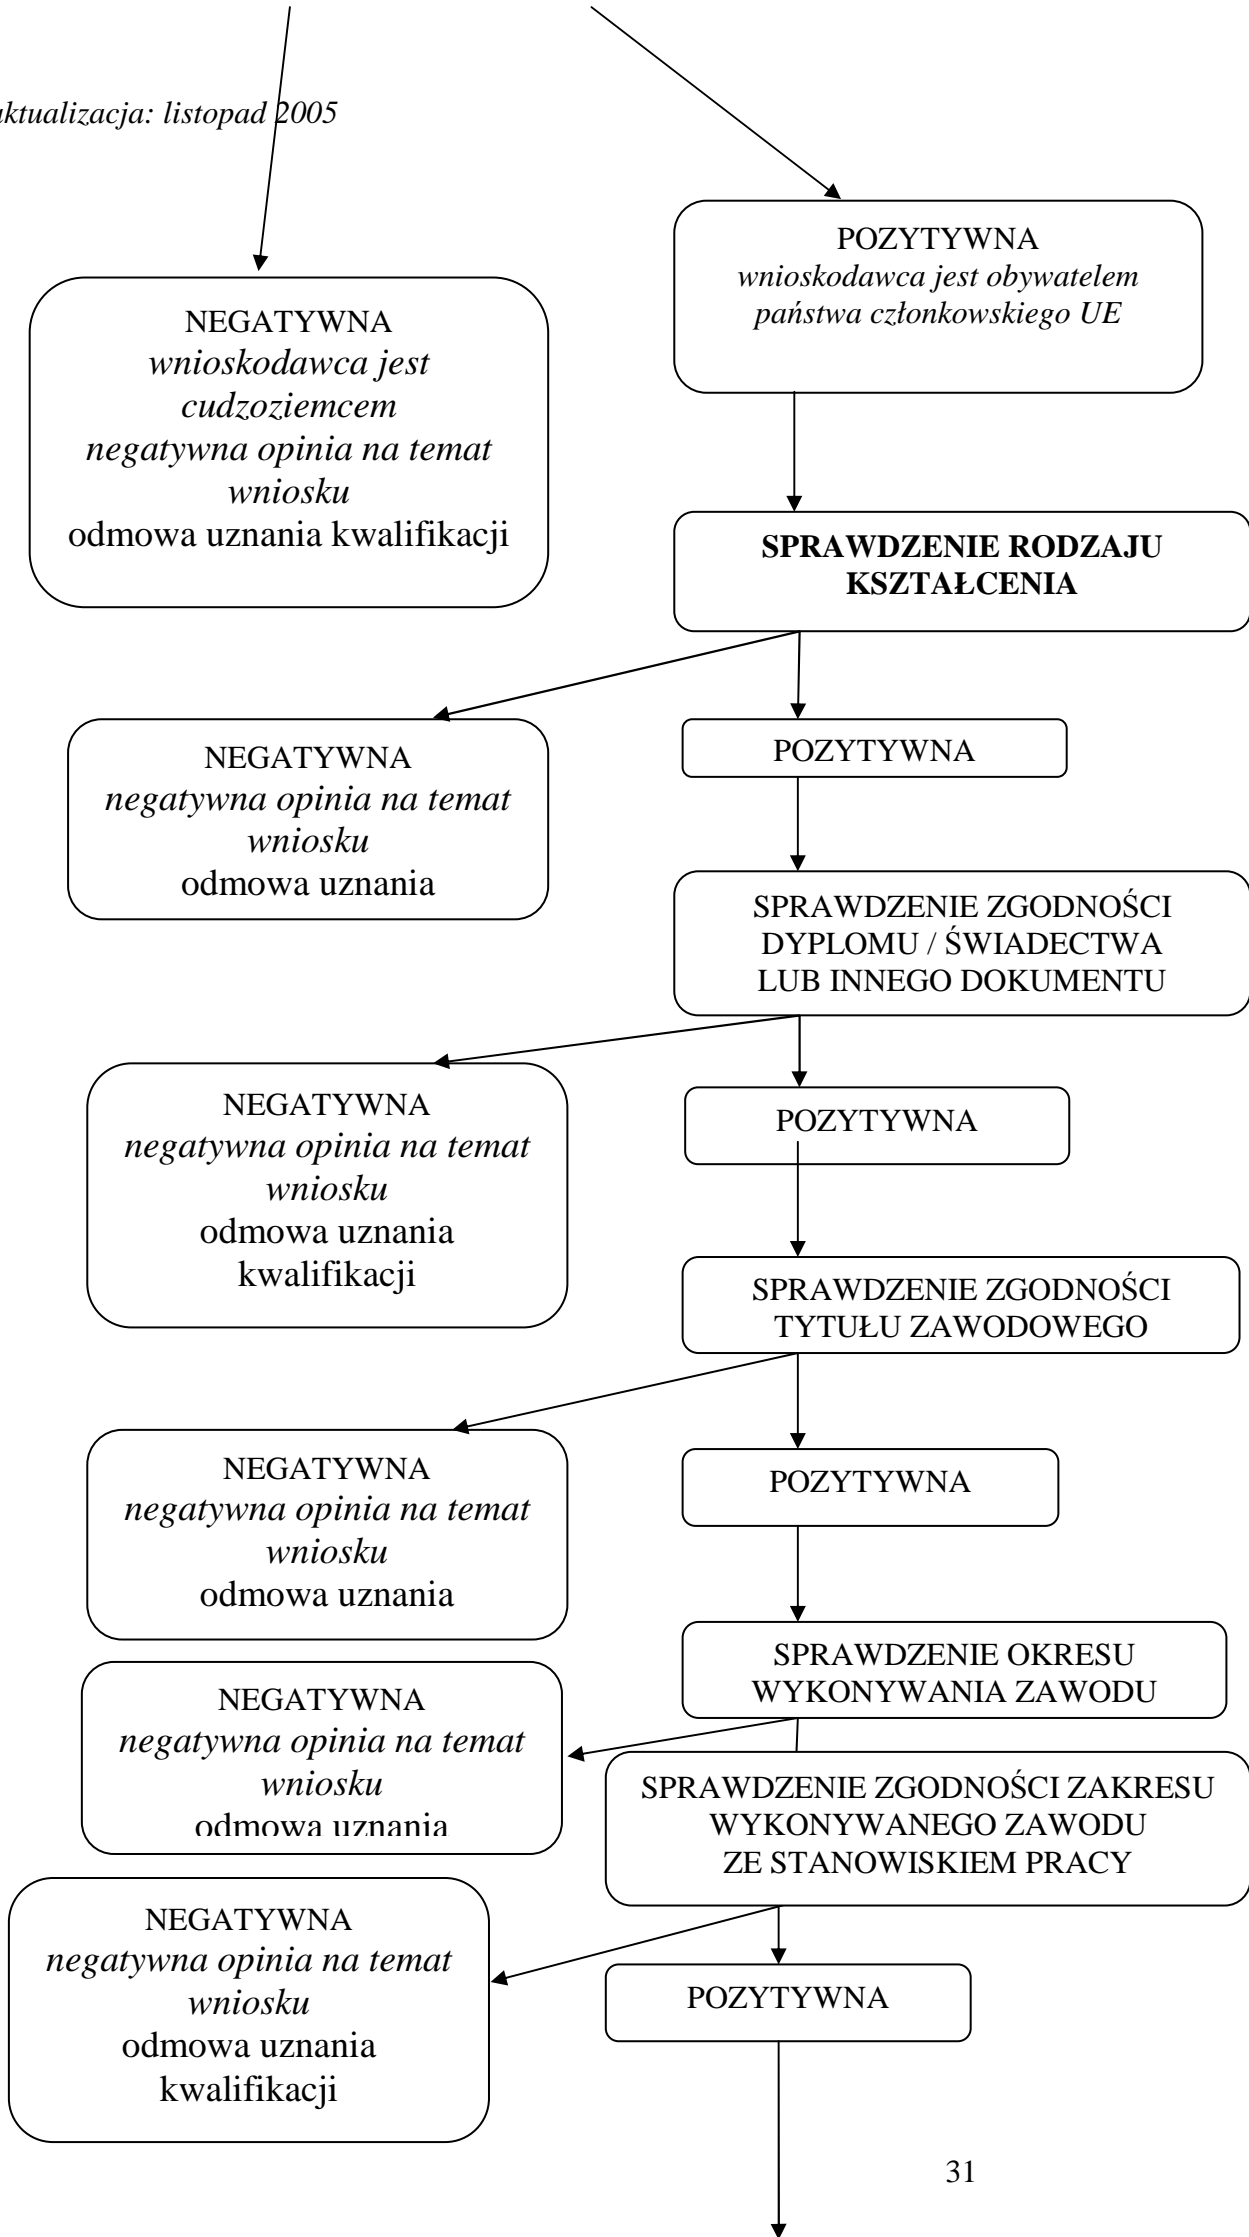 aktualizacja: listopad 2005
POZYTYWNA
wnioskodawca jest obywatelem
państwa członkowskiego UE
NEGATYWNA
wnioskodawca jest
cudzoziemcem
negatywna opinia na temat
wniosku
odmowa uznania kwalifikacji
SPRAWDZENIE RODZAJU
KSZTAŁCENIA
NEGATYWNA
negatywna opinia na temat
wniosku
odmowa uznania
POZYTYWNA
SPRAWDZENIE ZGODNOŚCI
DYPLOMU / ŚWIADECTWA
LUB INNEGO DOKUMENTU
NEGATYWNA
negatywna opinia na temat
wniosku
odmowa uznania
kwalifikacji
POZYTYWNA
SPRAWDZENIE ZGODNOŚCI
TYTUŁU ZAWODOWEGO
NEGATYWNA
negatywna opinia na temat
wniosku
odmowa uznania
POZYTYWNA
SPRAWDZENIE OKRESU
WYKONYWANIA ZAWODU
NEGATYWNA
negatywna opinia na temat
wniosku
odmowa uznania
SPRAWDZENIE ZGODNOŚCI ZAKRESU
WYKONYWANEGO ZAWODU
ZE STANOWISKIEM PRACY
NEGATYWNA
negatywna opinia na temat
wniosku
odmowa uznania
kwalifikacji
POZYTYWNA
31